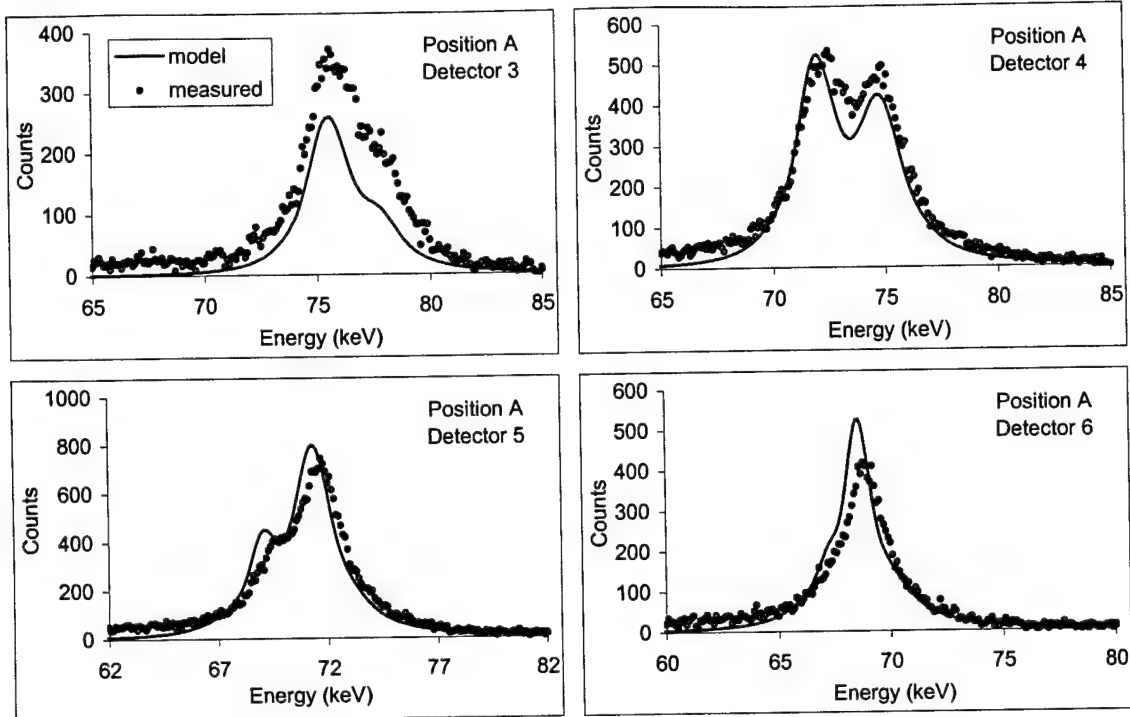 400
300
200
100
0
65
70
75
80
85
Counts
Energy (keV)
model
measured
Position A
Detector 3
600
500
400
300
200
100
0
65
70
75
80
85
Counts
Energy (keV)
Position A
Detector 4
1000
800
600
400
200
0
62
67
72
77
82
Counts
Energy (keV)
Position A
Detector 5
600
500
400
300
200
100
0
60
65
70
75
80
Counts
Energy (keV)
Position A
Detector 6